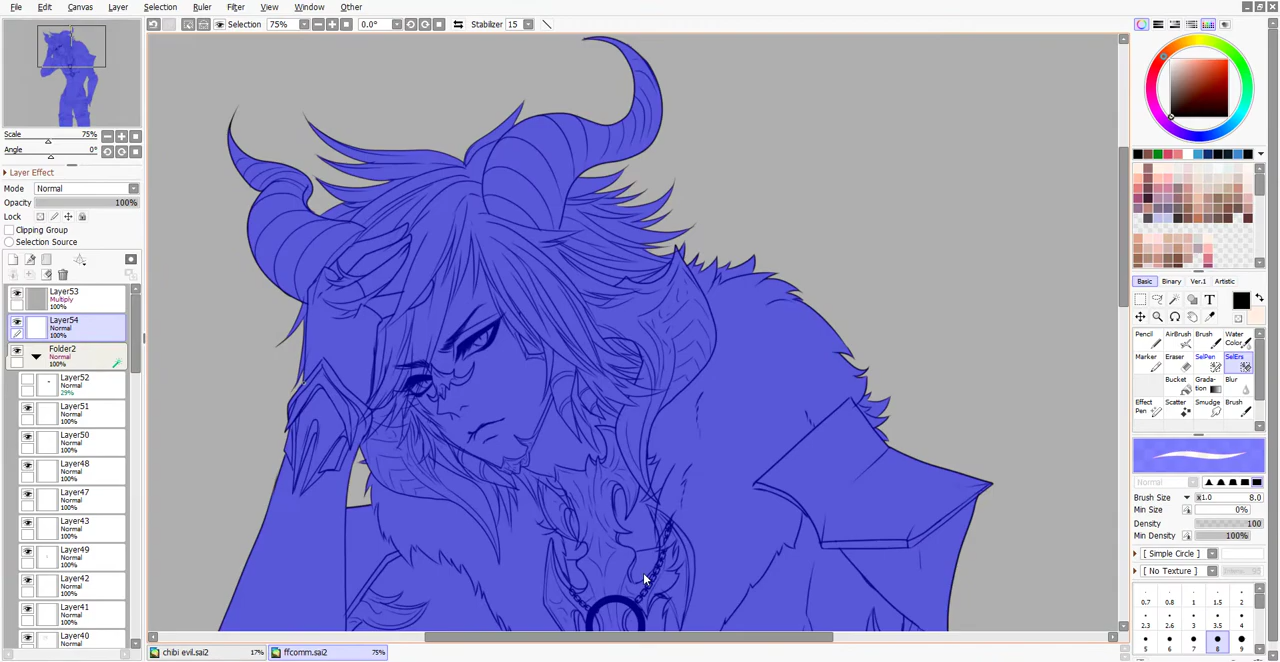 File Edit Canvas Layer Selection Ruler Filter View Window Other
Selection 75% 0.0° Stabilizer 15
Scale 75%
Angle 0°
Layer Effect
Mode Normal
Opacity 100%
Lock
Clipping Group
Selection Source
Layer53
Multiply
100%
Layer54
Normal
100%
Folder2
Normal
100%
Layer52
Normal
29%
Layer51
Normal
100%
Layer50
Normal
100%
Layer48
Normal
100%
Layer47
Normal
100%
Layer43
Normal
100%
Layer49
Normal
100%
Layer42
Normal
100%
Layer41
Normal
100%
Layer40
Normal
chibi evil.sai2 17% ffcomm.sai2 75%
Basic Binary Ver.1 Artistic
T
Pencil AirBrush Brush Water Color
Marker Eraser SelPen SelErs
Bucket Grada- tion Blur
Effect Pen Scatter Smudge Brush
Normal
Brush Size x1.0 8.0
Min Size 0%
Density 100
Min Density 100%
[ Simple Circle ]
[ No Texture ]
0.7 0.8 1 1.5 2
2.3 2.6 3 3.5 4
5 6 7 8 9